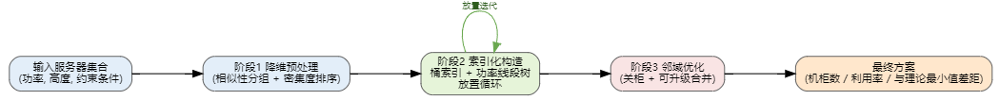 放置迭代
输入服务器集合
(功率, 高度, 约束条件)
阶段1 降维预处理
(相似性分组 + 密集度排序)
阶段2 索引化构造
桶索引 + 功率线段树
放置循环
阶段3 邻域优化
(关柜 + 可升级合并)
最终方案
(机柜数 / 利用率 / 与理论最小值差距)